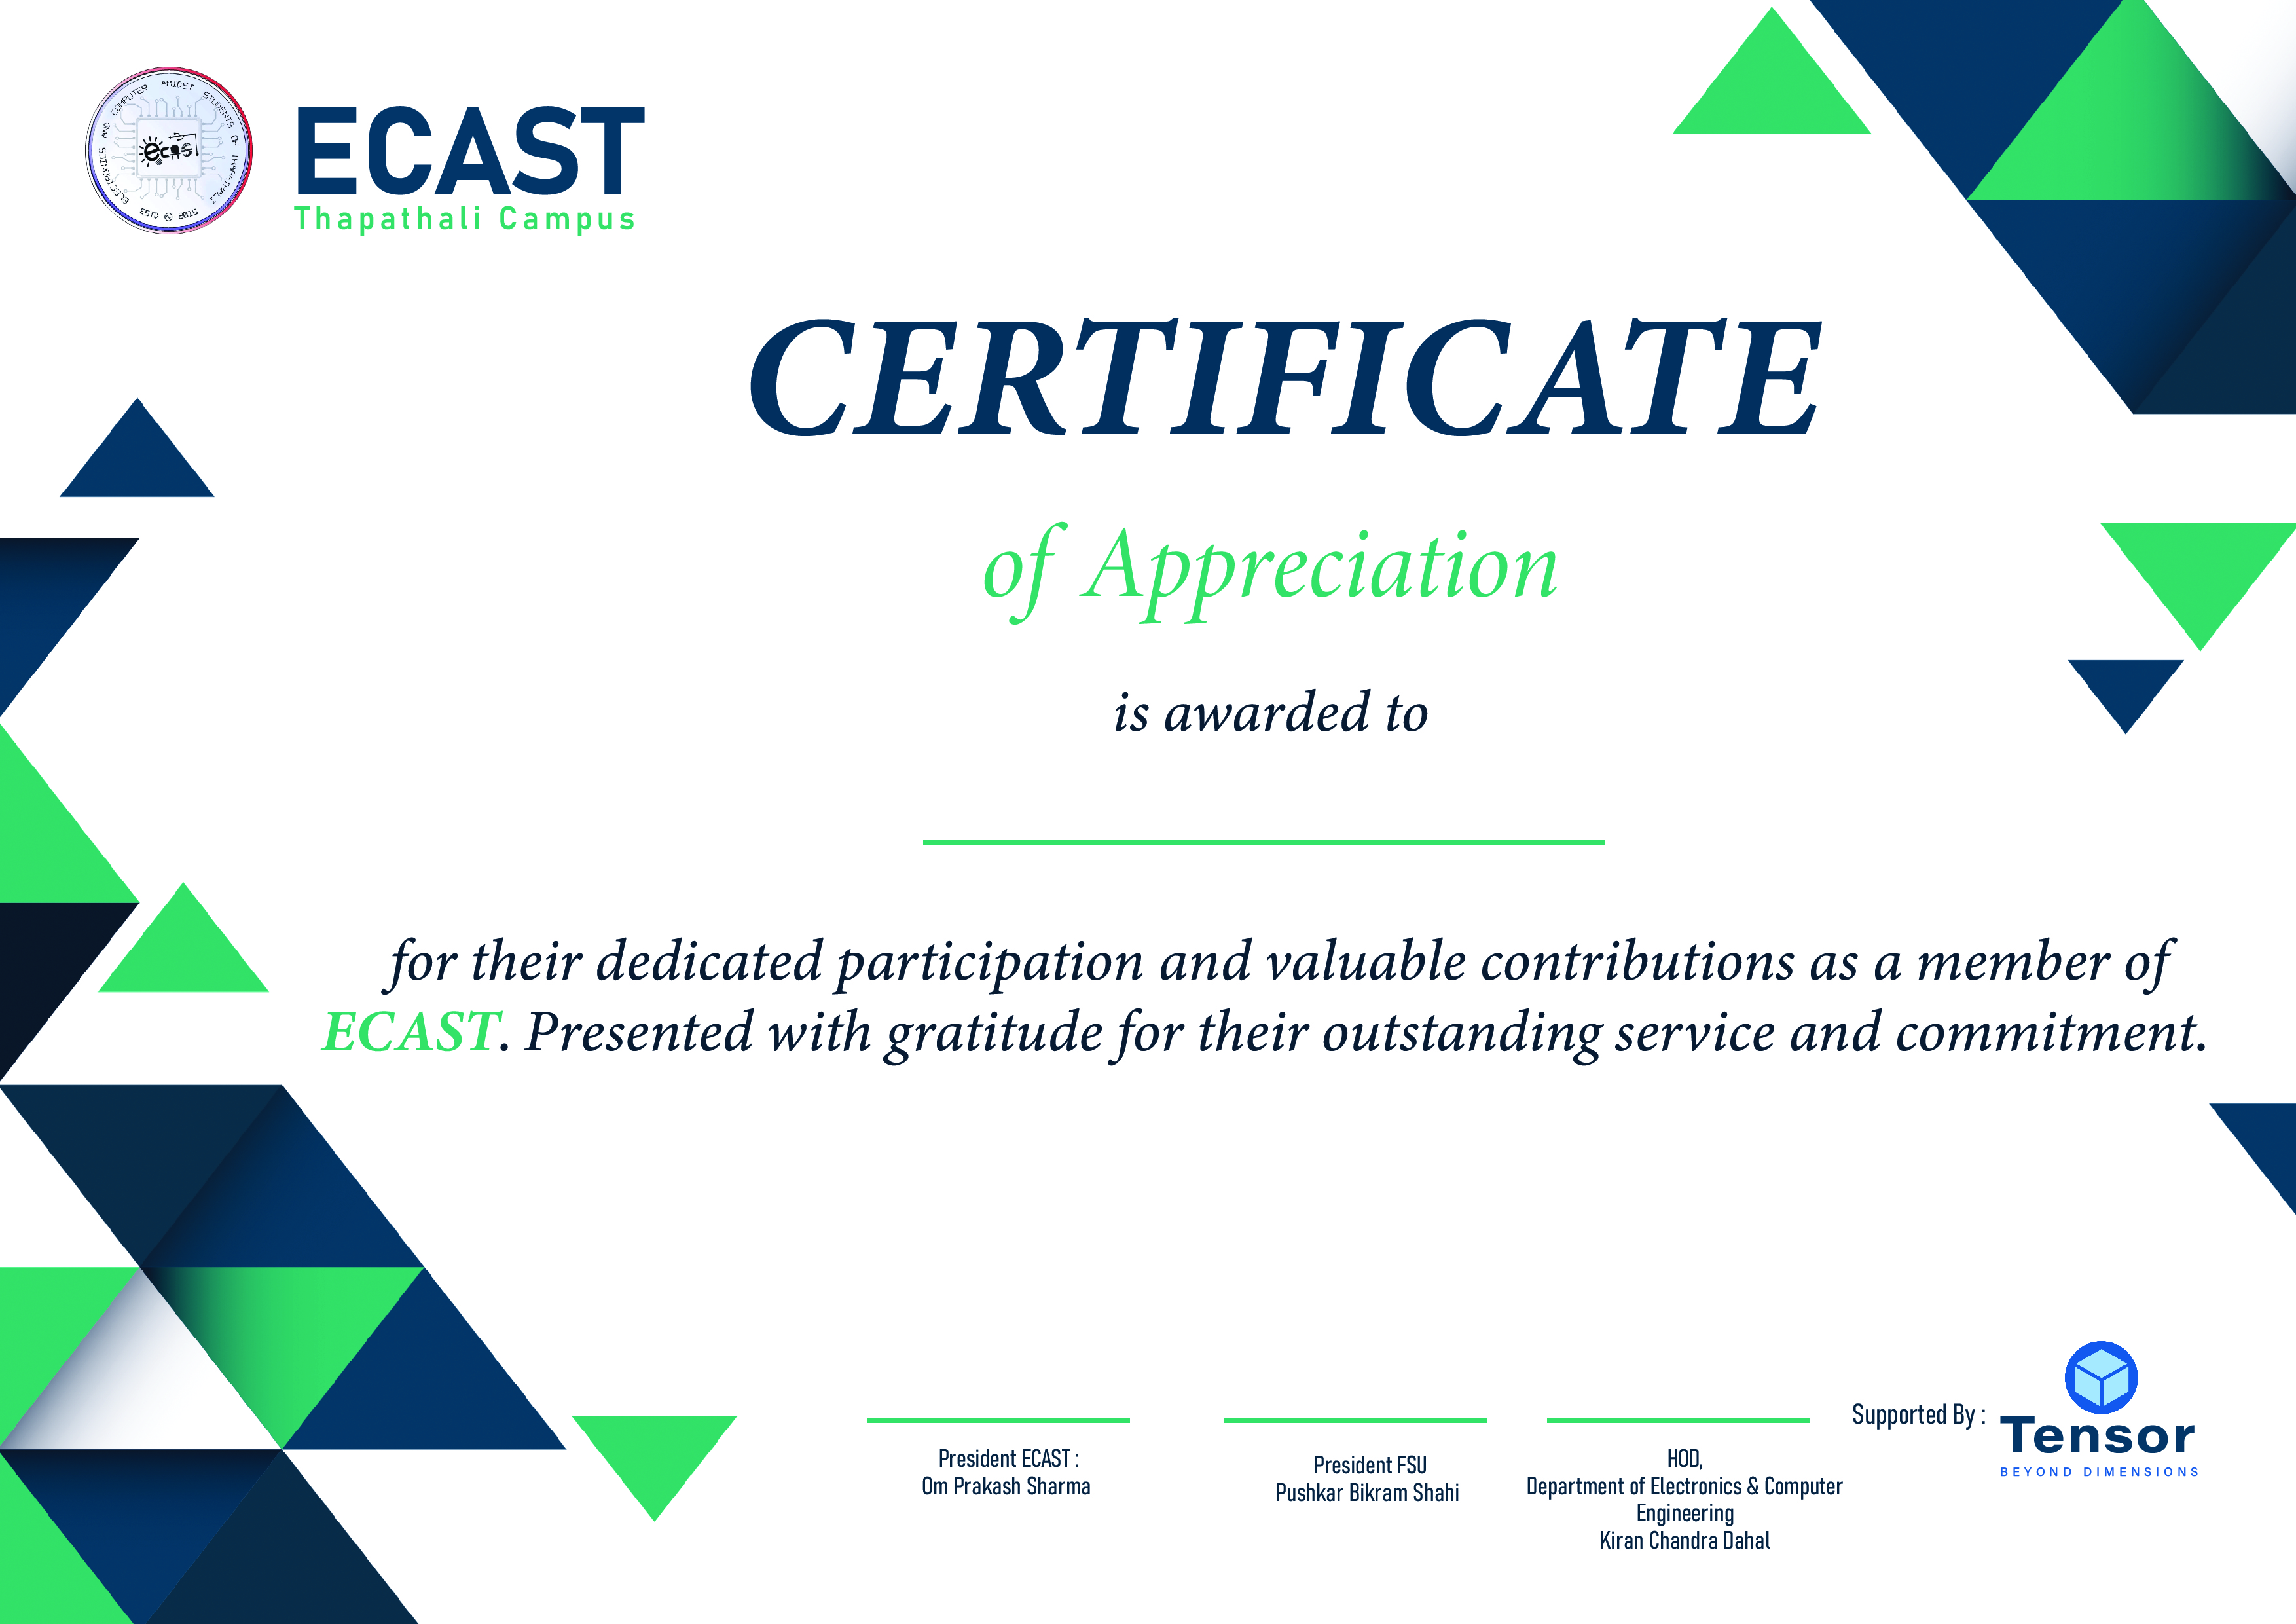 ELECTRONICS AND COMPUTER AMIDST STUDENTS OF THAPATHALI
ecast
ESTD 2015
ECAST
Thapathali Campus
CERTIFICATE
of Appreciation
is awarded to
for their dedicated participation and valuable contributions as a member of
ECAST. Presented with gratitude for their outstanding service and commitment.
President ECAST :
Om Prakash Sharma
President FSU
Pushkar Bikram Shahi
HOD,
Department of Electronics & Computer
Engineering
Kiran Chandra Dahal
Supported By :
Tensor
BEYOND DIMENSIONS